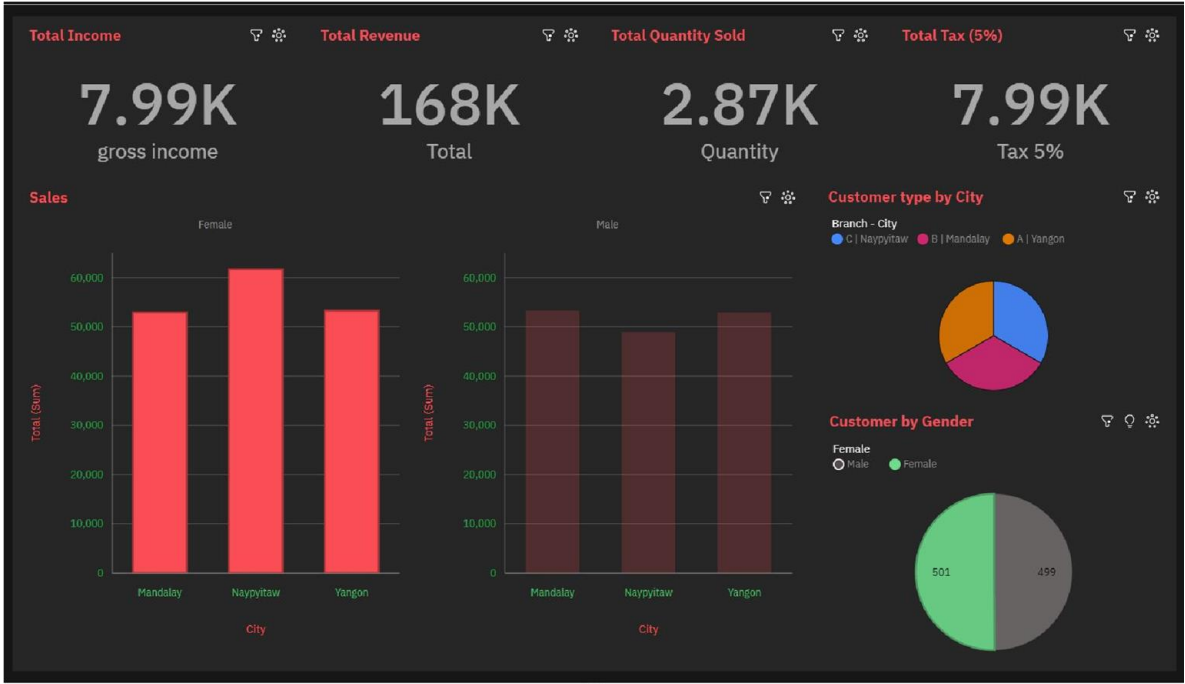 Total Income
Total Revenue
Total Quantity Sold
Total Tax (5%)
7.99K
gross income
168K
Total
2.87K
Quantity
7.99K
Tax 5%
Sales
Female
Total (Sum)
60,000
50,000
40,000
30,000
20,000
10,000
0
Mandalay Naypyitaw Yangon
City
Male
Total (Sum)
60,000
50,000
40,000
30,000
20,000
10,000
0
Mandalay Naypyitaw Yangon
City
Customer type by City
Branch - City
C | Naypyitaw B | Mandalay A | Yangon
Customer by Gender
Female
Male Female
501 499